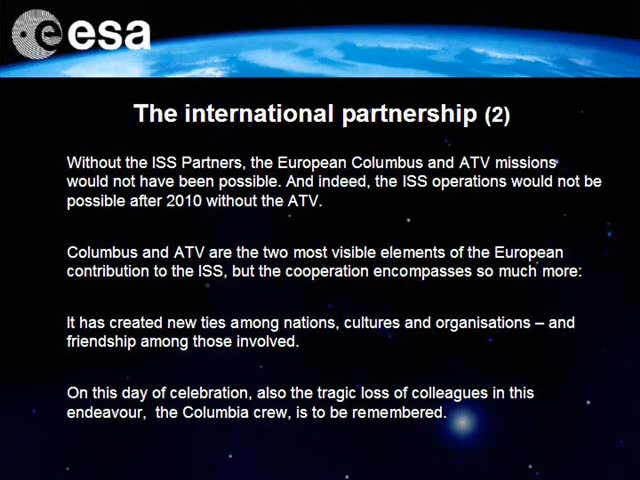 esa
The international partnership (2)
Without the ISS Partners, the European Columbus and ATV missions
would not have been possible. And indeed, the ISS operations would not be
possible after 2010 without the ATV.
Columbus and ATV are the two most visible elements of the European
contribution to the ISS, but the cooperation encompasses so much more:
It has created new ties among nations, cultures and organisations – and
friendship among those involved.
On this day of celebration, also the tragic loss of colleagues in this
endeavour,  the Columbia crew, is to be remembered.